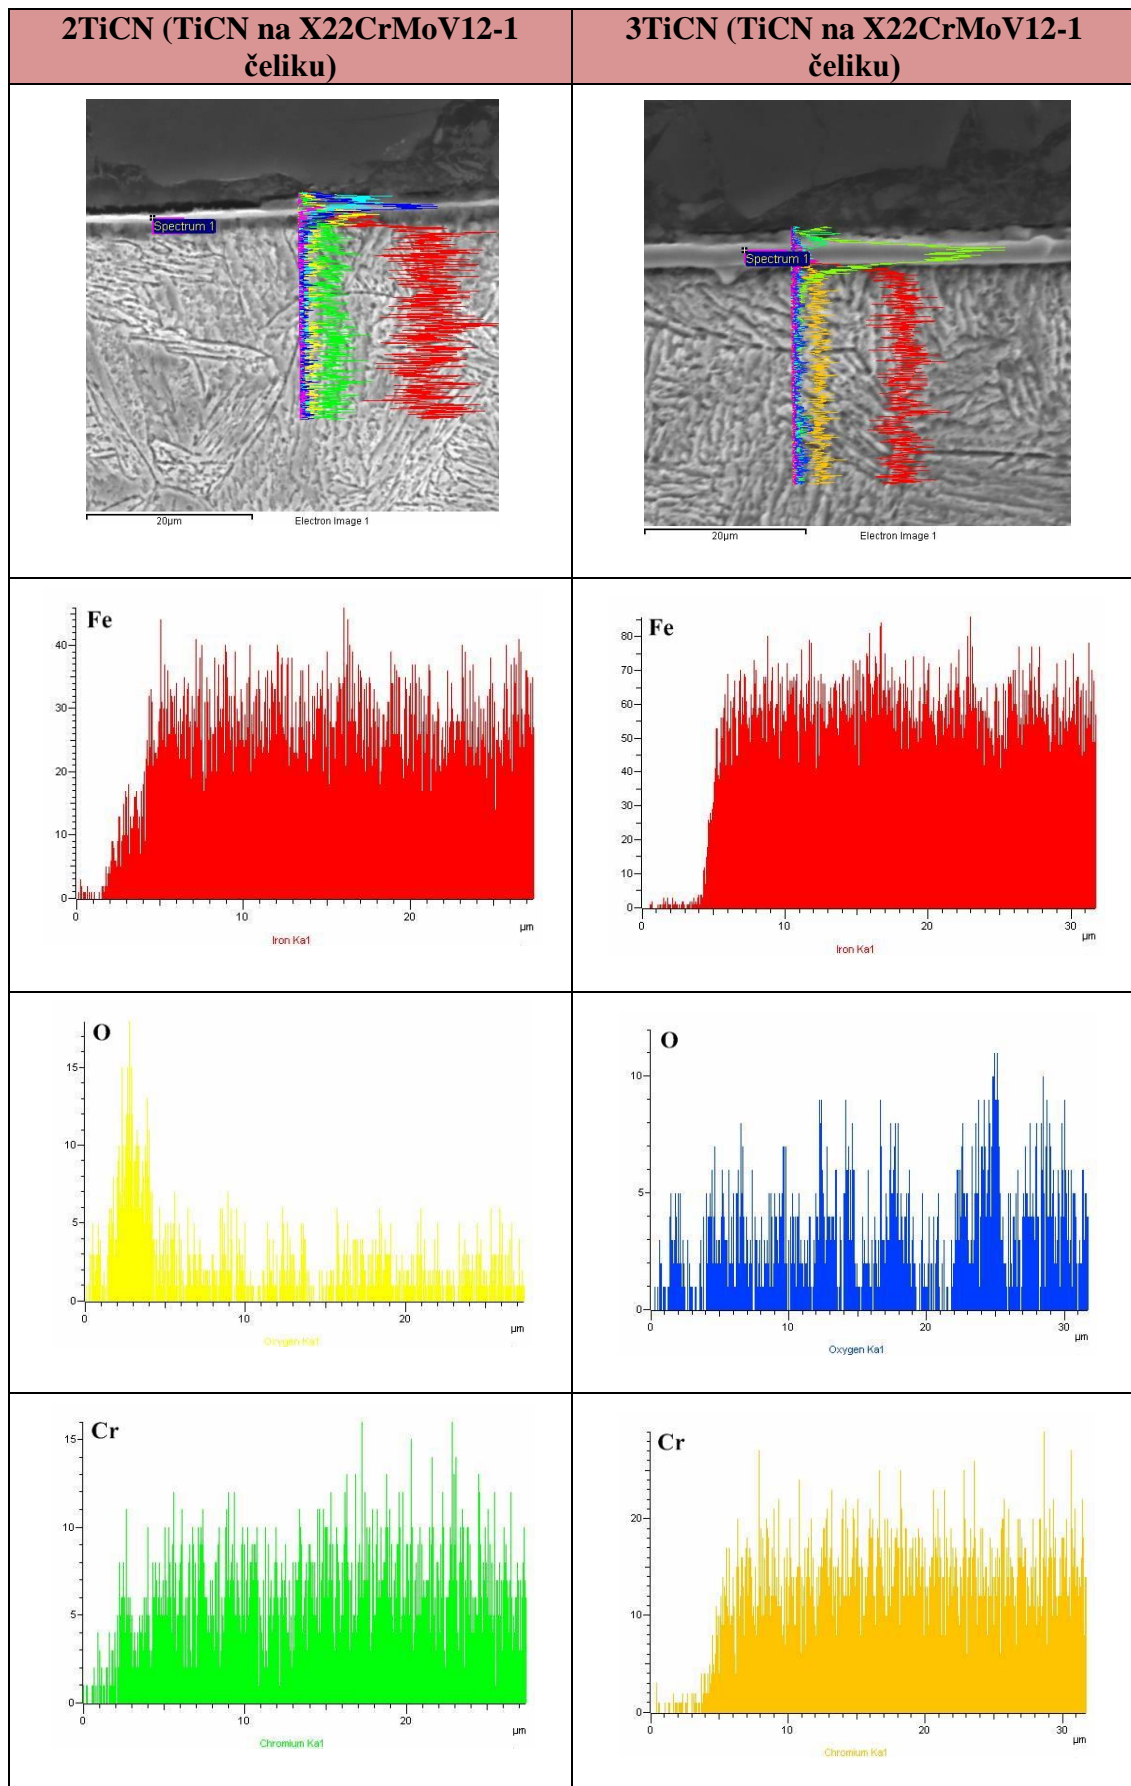 2TiCN (TiCN na X22CrMoV12-1
čeliku)
3TiCN (TiCN na X22CrMoV12-1
čeliku)
Spectrum 1
20µm
Electron Image 1
Spectrum 1
20µm
Electron Image 1
Fe
40
30
20
10
0
0
10
20
µm
Iron Ka1
Fe
80
70
60
50
40
30
20
10
0
0
10
20
30
µm
Iron Ka1
O
15
10
5
0
0
10
20
µm
Oxygen Ka1
O
10
5
0
0
10
20
30
µm
Oxygen Ka1
Cr
15
10
5
0
0
10
20
µm
Chromium Ka1
Cr
20
10
0
0
10
20
30
µm
Chromium Ka1